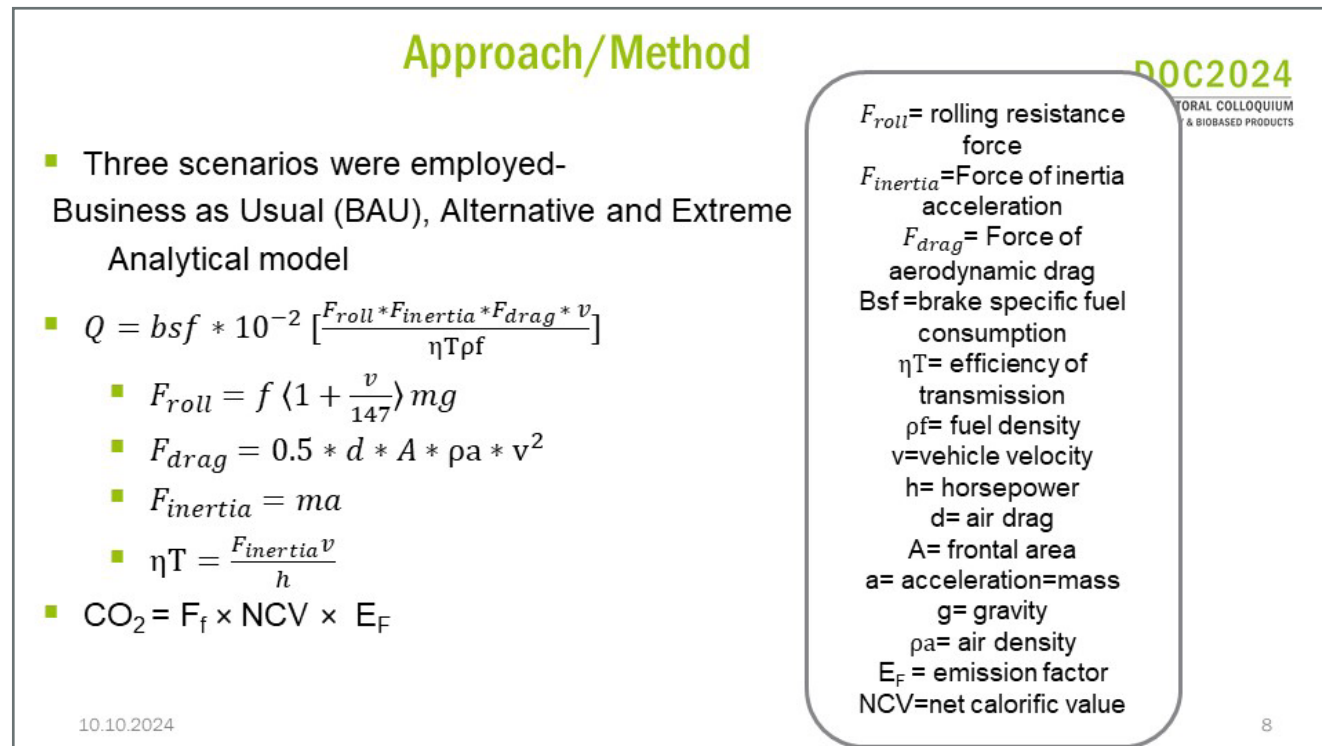 Approach/Method
DOC2024
TORAL COLLOQUIUM
& BIOBASED PRODUCTS
▪ Three scenarios were employed-
Business as Usual (BAU), Alternative and Extreme
Analytical model
▪ Q = bsf * 10⁻² [(F_roll * F_inertia * F_drag * v)/(ηTρf)]
▪ F_roll = f ⟨1 + v/147⟩ mg
▪ F_drag = 0.5 * d * A * ρa * v²
▪ F_inertia = ma
▪ ηT = (F_inertia v)/h
▪ CO₂ = F_f × NCV × E_F
F_roll= rolling resistance
force
F_inertia=Force of inertia
acceleration
F_drag= Force of
aerodynamic drag
Bsf =brake specific fuel
consumption
ηT= efficiency of
transmission
ρf= fuel density
v=vehicle velocity
h= horsepower
d= air drag
A= frontal area
a= acceleration=mass
g= gravity
ρa= air density
E_F = emission factor
NCV=net calorific value
10.10.2024
8